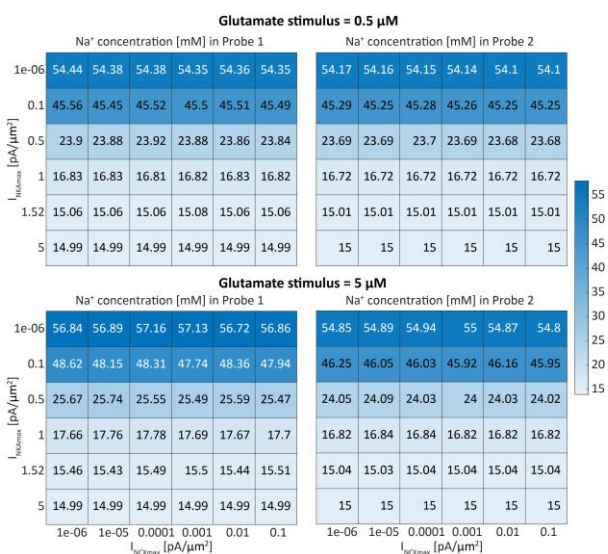 Glutamate stimulus = 0.5 μM
Na⁺ concentration [mM] in Probe 1
Na⁺ concentration [mM] in Probe 2
1e-06 54.44 54.38 54.38 54.35 54.36 54.35 54.17 54.16 54.15 54.14 54.1 54.1
0.1 45.56 45.45 45.52 45.5 45.51 45.49 45.29 45.25 45.28 45.26 45.25 45.25
0.5 23.9 23.88 23.92 23.88 23.86 23.84 23.69 23.69 23.7 23.69 23.68 23.68
1 16.83 16.83 16.81 16.82 16.83 16.82 16.72 16.72 16.72 16.72 16.72 16.72
1.52 15.06 15.06 15.06 15.08 15.06 15.06 15.01 15.01 15.01 15.01 15.01 15.01
5 14.99 14.99 14.99 14.99 14.99 14.99 15 15 15 15 15 15
I_NKAmax [pA/μm²]
55
50
45
40
35
30
25
20
15
Glutamate stimulus = 5 μM
Na⁺ concentration [mM] in Probe 1
Na⁺ concentration [mM] in Probe 2
1e-06 56.84 56.89 57.16 57.13 56.72 56.86 54.85 54.89 54.94 55 54.87 54.8
0.1 48.62 48.15 48.31 47.74 48.36 47.94 46.25 46.05 46.03 45.92 46.16 45.95
0.5 25.67 25.74 25.55 25.49 25.59 25.47 24.05 24.09 24.03 24 24.03 24.02
1 17.66 17.76 17.78 17.69 17.67 17.7 16.82 16.84 16.84 16.82 16.82 16.82
1.52 15.46 15.43 15.49 15.5 15.44 15.51 15.04 15.03 15.04 15.04 15.04 15.04
5 14.99 14.99 14.99 14.99 14.99 14.99 15 15 15 15 15 15
I_NKAmax [pA/μm²]
1e-06 1e-05 0.0001 0.001 0.01 0.1 1e-06 1e-05 0.0001 0.001 0.01 0.1
I_NCXmax [pA/μm²]
I_NCXmax [pA/μm²]